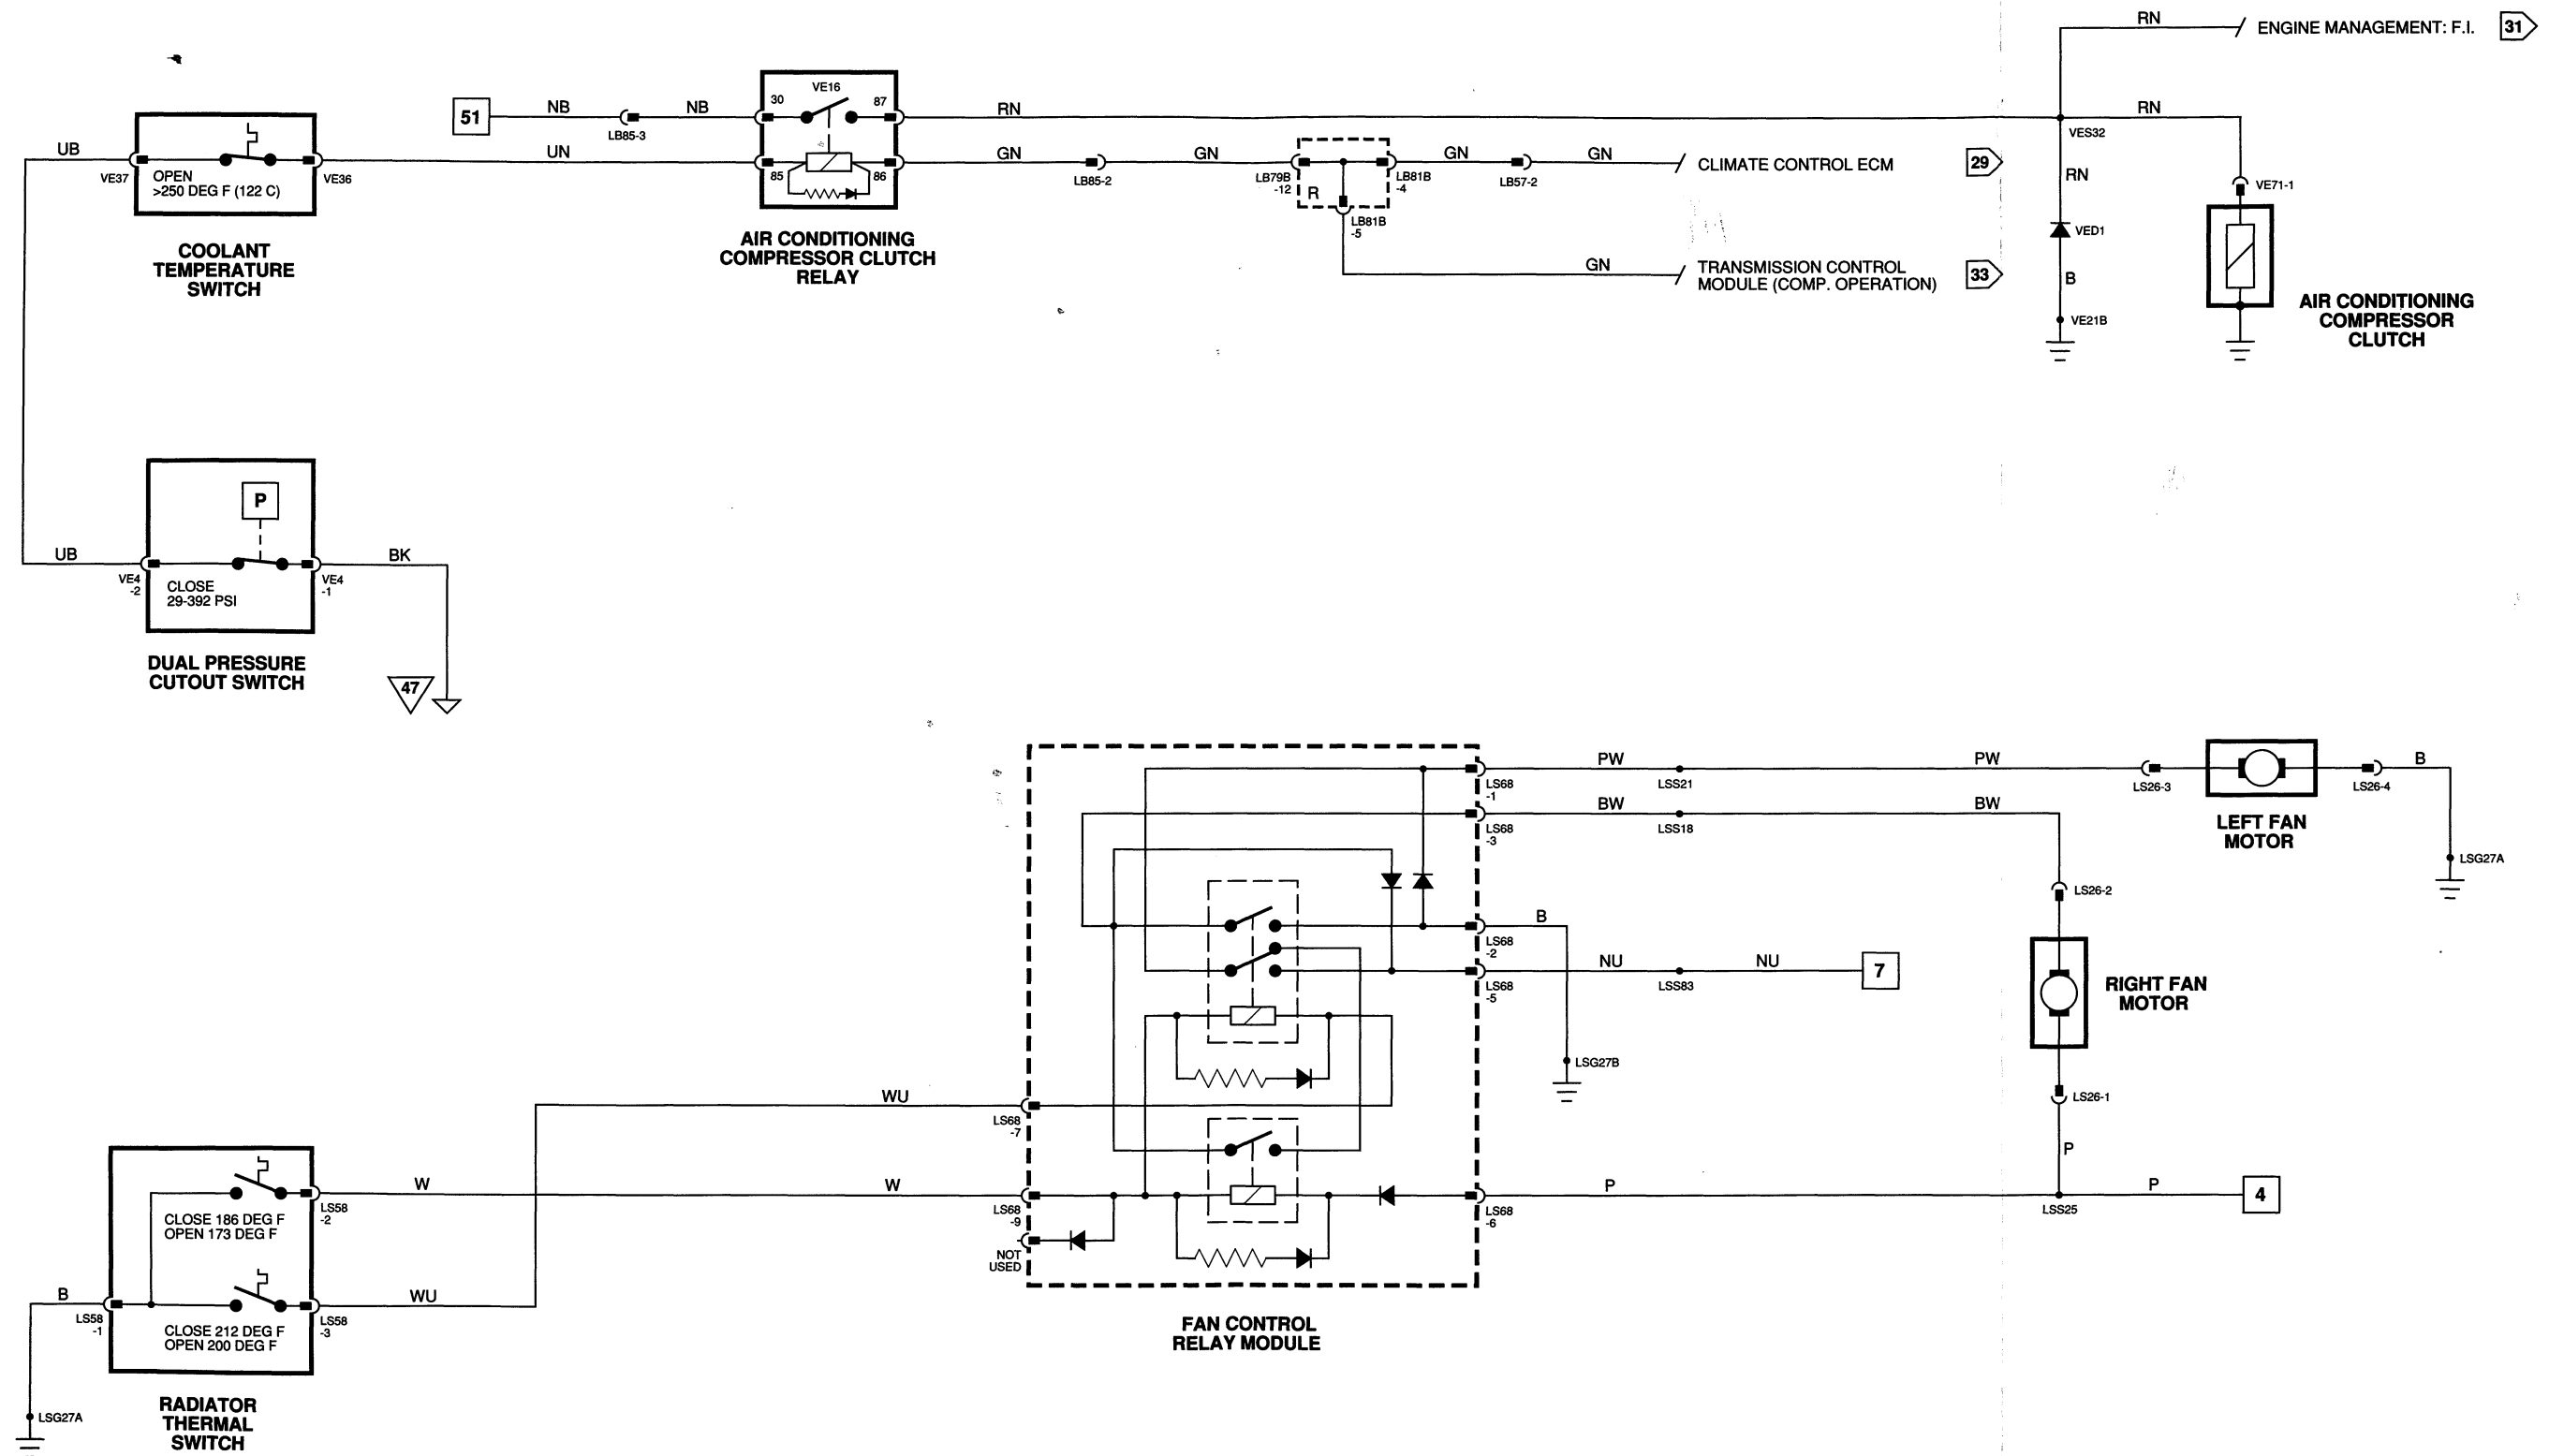 RN
ENGINE MANAGEMENT: F.I.
31
51
NB
LB85-3
NB
30
VE16
87
RN
RN
VES32
UB
VE37
OPEN
>250 DEG F (122 C)
VE36
COOLANT
TEMPERATURE
SWITCH
UN
85
86
AIR CONDITIONING
COMPRESSOR CLUTCH
RELAY
GN
LB85-2
GN
LB79B
-12
R
LB81B
-4
LB81B
-5
GN
LB57-2
GN
CLIMATE CONTROL ECM
29
GN
TRANSMISSION CONTROL
MODULE (COMP. OPERATION)
33
RN
VED1
B
VE21B
VE71-1
AIR CONDITIONING
COMPRESSOR
CLUTCH
P
UB
VE4
-2
CLOSE
29-392 PSI
VE4
-1
BK
DUAL PRESSURE
CUTOUT SWITCH
47
PW
LS68
-1
LSS21
PW
LS26-3
LS26-4
B
LEFT FAN
MOTOR
LSG27A
BW
LS68
-3
LSS18
BW
LS26-2
B
LS68
-2
NU
LS68
-5
LSS83
NU
7
RIGHT FAN
MOTOR
LSG27B
LS26-1
P
WU
LS68
-7
W
W
LS68
-9
NOT
USED
P
LS68
-6
LSS25
P
4
FAN CONTROL
RELAY MODULE
CLOSE 186 DEG F
OPEN 173 DEG F
LS58
-2
B
LS58
-1
CLOSE 212 DEG F
OPEN 200 DEG F
LS58
-3
WU
LSG27A
RADIATOR
THERMAL
SWITCH